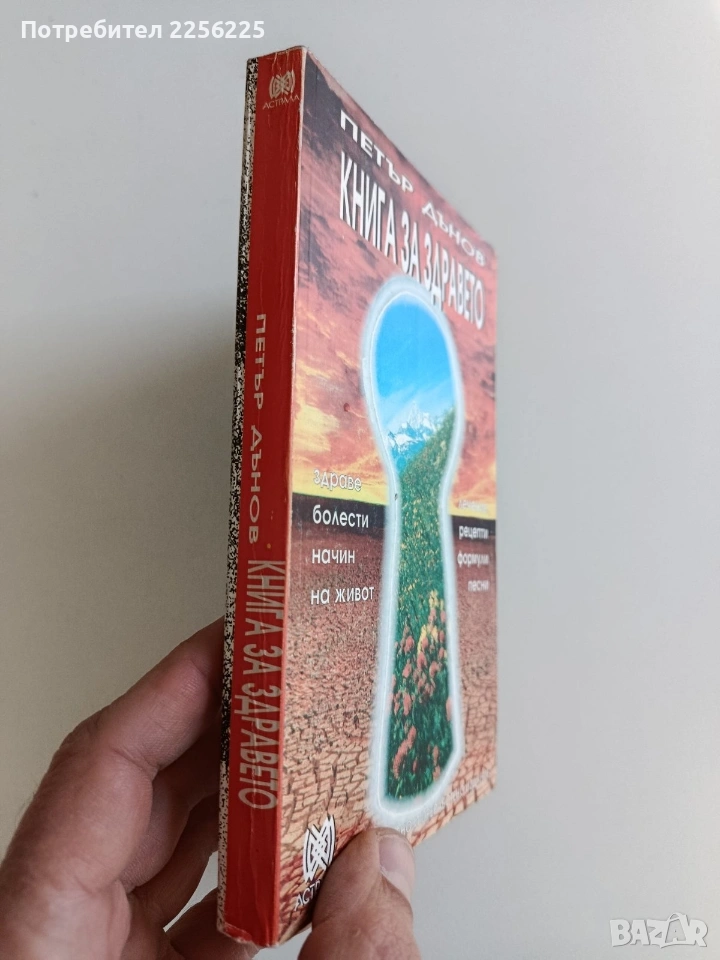 Потребител 2256225
АСТРАЛА
ПЕТЪР ДЪНОВ · КНИГА ЗА ЗДРАВЕТО
ПЕТЪР ДЪНОВ
КНИГА ЗА ЗДРАВЕТО
здраве
болести
начин
на живот
рецепти
формули
песни
АСТРАЛА
BAZAR